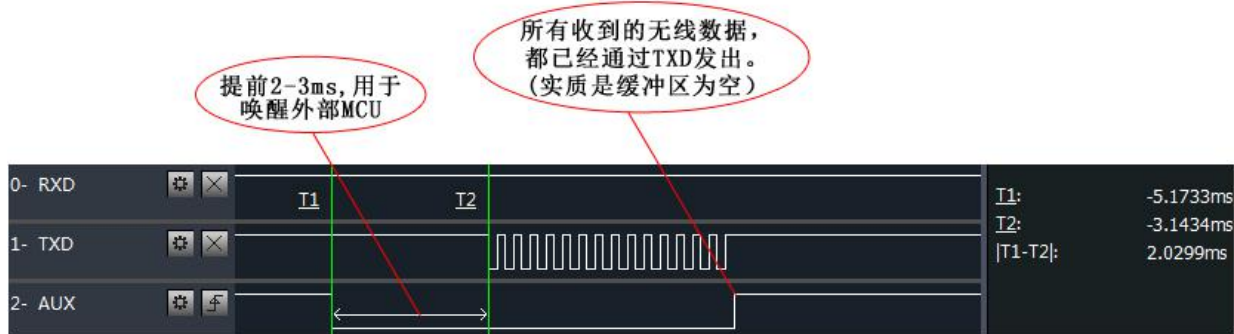 所有收到的无线数据，
都已经通过TXD发出。
(实质是缓冲区为空）
提前2-3ms,用于
唤醒外部MCU
0- RXD
T1
T2
1- TXD
2- AUX
T1: -5.1733ms
T2: -3.1434ms
|T1-T2|: 2.0299ms